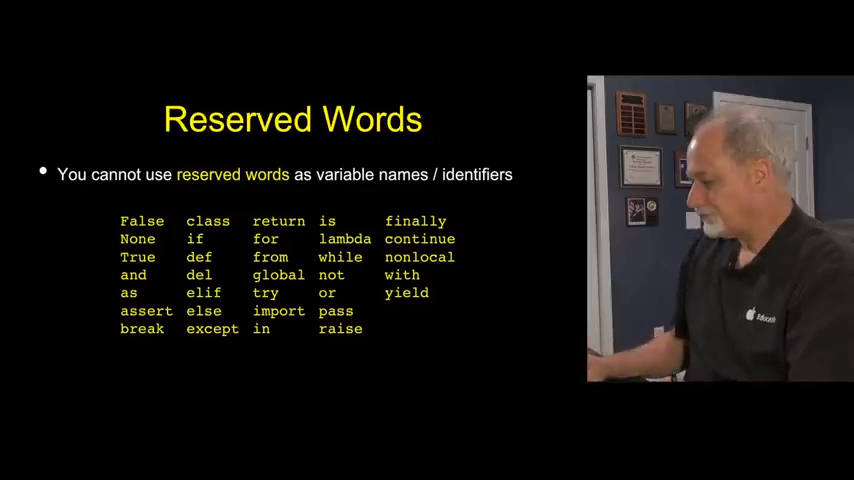 Reserved Words
• You cannot use reserved words as variable names / identifiers
False class return is finally
None if for lambda continue
True def from while nonlocal
and del global not with
as elif try or yield
assert else import pass
break except in raise